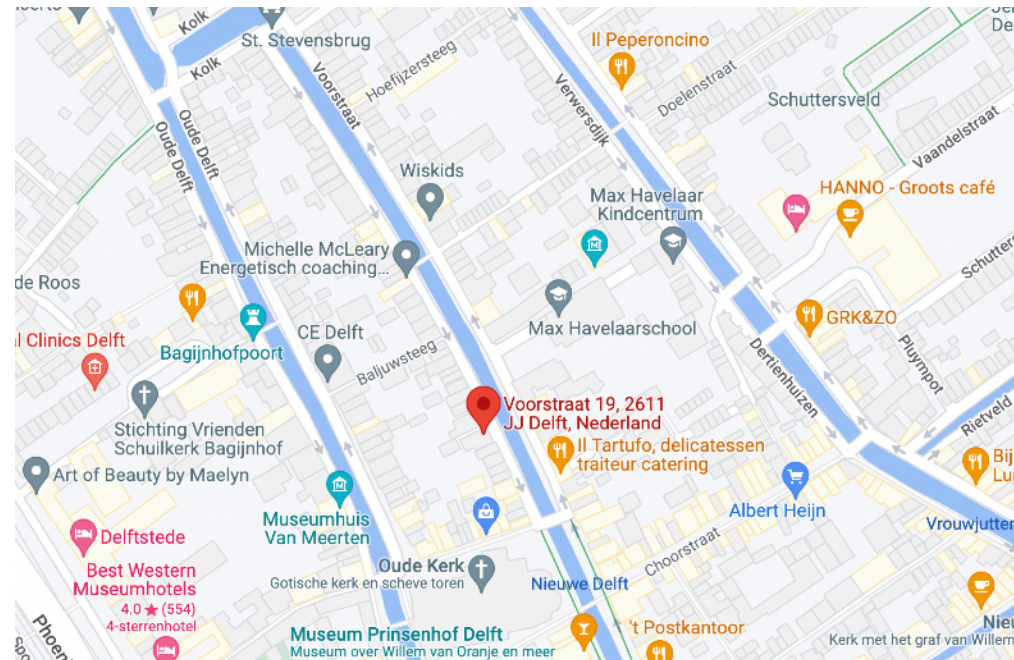 Kolk
St. Stevensbrug
Kolk
Il Peperoncino
Hoefijzersteeg
Voorstraat
Verwersdijk
Doelenstraat
Schuttersveld
Oude Delft
Oude Delft
Vaandelstraat
Wiskids
Max Havelaar
Kindcentrum
HANNO - Groots café
Michelle McLeary
Energetisch coaching...
de Roos
CE Delft
Max Havelaarschool
GRK&ZO
l Clinics Delft
Bagijnhofpoort
Baljuwsteeg
Dertienhuizen
Pluympot
Voorstraat 19, 2611
JJ Delft, Nederland
Rietveld
Stichting Vrienden
Schuilkerk Bagijnhof
Il Tartufo, delicatessen
traiteur catering
Art of Beauty by Maelyn
Albert Heijn
Museumhuis
Van Meerten
Vrouwjutten
Delftstede
Choorstraat
Oude Kerk
Gotische kerk en scheve toren
Nieuwe Delft
Best Western
Museumhotels
4.0 ★ (554)
4-sterrenhotel
't Postkantoor
Museum Prinsenhof Delft
Museum over Willem van Oranje en meer
Kerk met het graf van Willem